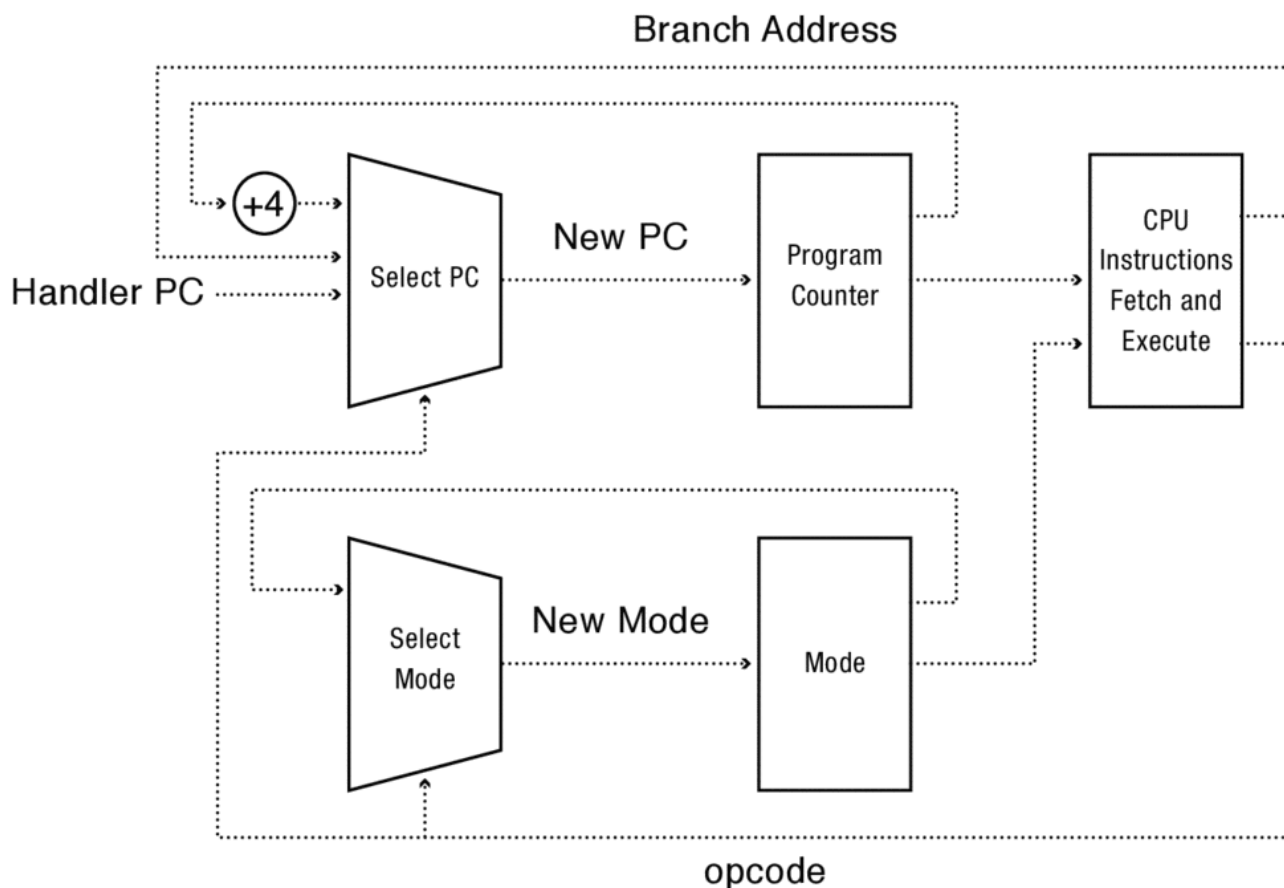 Branch Address
+4
Select PC
New PC
Program
Counter
CPU
Instructions
Fetch and
Execute
Handler PC
Select
Mode
New Mode
Mode
opcode